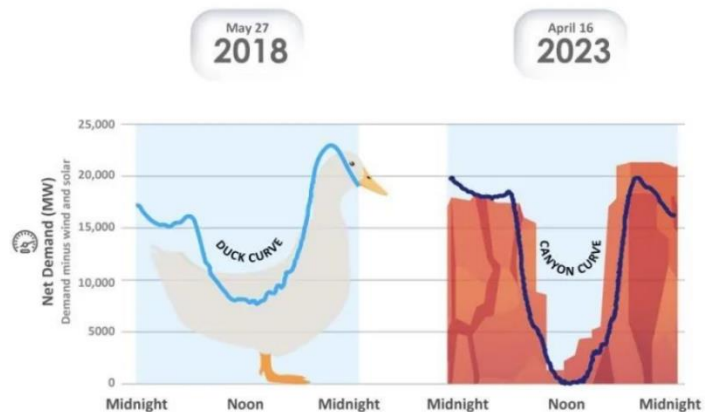 May 27
2018
April 16
2023
Net Demand (MW)
Demand minus wind and solar
25,000
20,000
15,000
10,000
5000
0
DUCK CURVE
CANYON CURVE
Midnight
Noon
Midnight
Midnight
Noon
Midnight